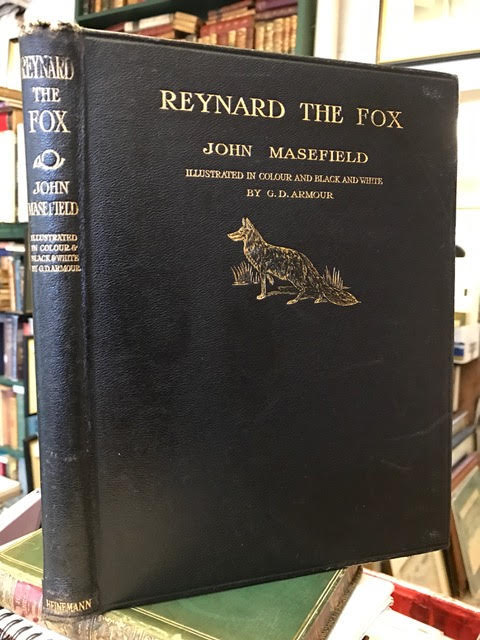 REYNARD
THE
FOX
JOHN
MASEFIELD
ILLUSTRATED
IN COLOUR &
BLACK & WHITE
BY G.D. ARMOUR
HEINEMANN
REYNARD THE FOX
JOHN MASEFIELD
ILLUSTRATED IN COLOUR AND BLACK AND WHITE
BY G. D. ARMOUR